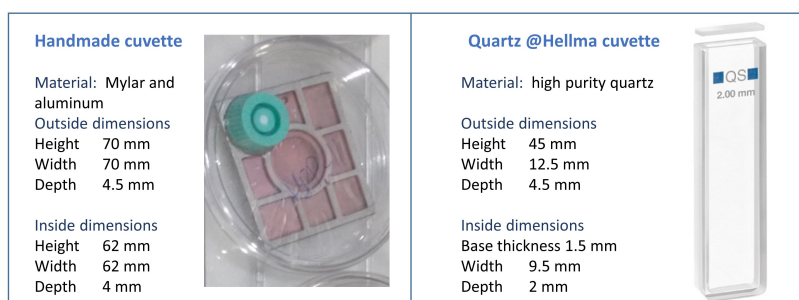 Handmade cuvette
Material: Mylar and
aluminum
Outside dimensions
Height 70 mm
Width 70 mm
Depth 4.5 mm
Inside dimensions
Height 62 mm
Width 62 mm
Depth 4 mm
Quartz @Hellma cuvette
Material: high purity quartz
Outside dimensions
Height 45 mm
Width 12.5 mm
Depth 4.5 mm
Inside dimensions
Base thickness 1.5 mm
Width 9.5 mm
Depth 2 mm
QS
2.00 mm